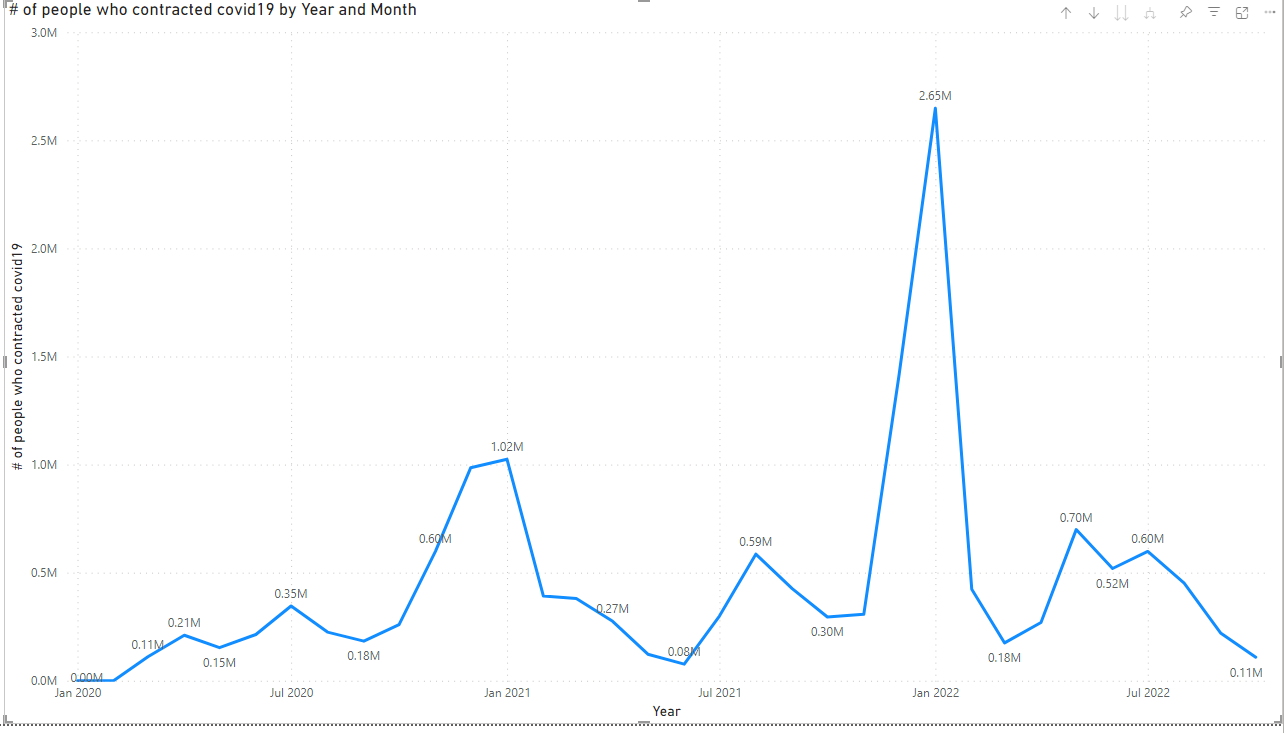 # of people who contracted covid19 by Year and Month
3.0M
2.5M
2.0M
1.5M
1.0M
0.5M
0.0M
# of people who contracted covid19
0.00M
0.11M
0.21M
0.15M
0.35M
0.18M
0.60M
1.02M
0.27M
0.08M
0.59M
0.30M
2.65M
0.18M
0.70M
0.52M
0.60M
0.11M
Jan 2020
Jul 2020
Jan 2021
Jul 2021
Jan 2022
Jul 2022
Year